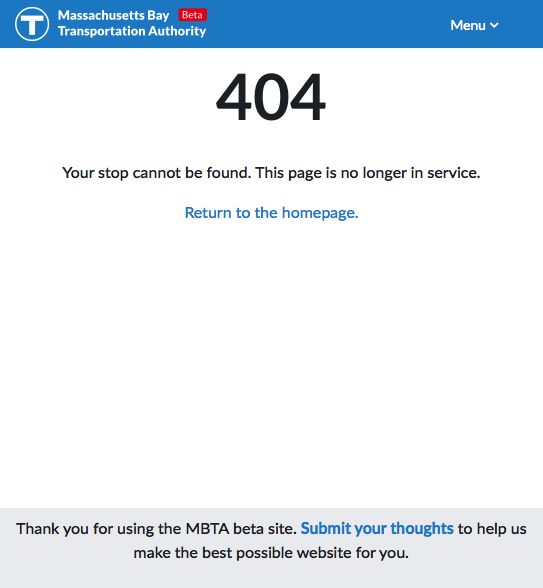 T
Massachusetts Bay Beta
Transportation Authority
Menu
404
Your stop cannot be found. This page is no longer in service.
Return to the homepage.
Thank you for using the MBTA beta site. Submit your thoughts to help us
make the best possible website for you.